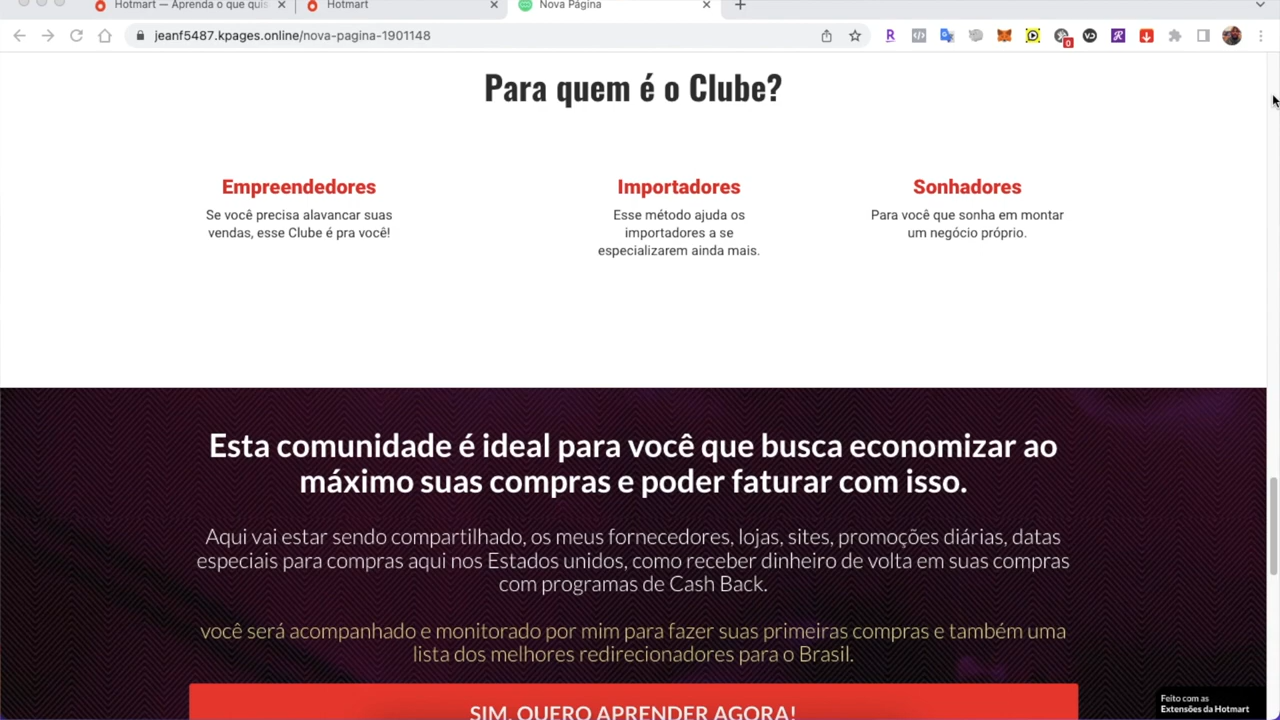 Hotmart — Aprenda o que quis
Hotmart
Nova Página
jeanf5487.kpages.online/nova-pagina-1901148
Para quem é o Clube?
Empreendedores
Se você precisa alavancar suas
vendas, esse Clube é pra você!
Importadores
Esse método ajuda os
importadores a se
especializarem ainda mais.
Sonhadores
Para você que sonha em montar
um negócio próprio.
Esta comunidade é ideal para você que busca economizar ao
máximo suas compras e poder faturar com isso.
Aqui vai estar sendo compartilhado, os meus fornecedores, lojas, sites, promoções diárias, datas
especiais para compras aqui nos Estados unidos, como receber dinheiro de volta em suas compras
com programas de Cash Back.
você será acompanhado e monitorado por mim para fazer suas primeiras compras e também uma
lista dos melhores redirecionadores para o Brasil.
SIM, QUERO APRENDER AGORA!
Feito com as
Extensões da Hotmart